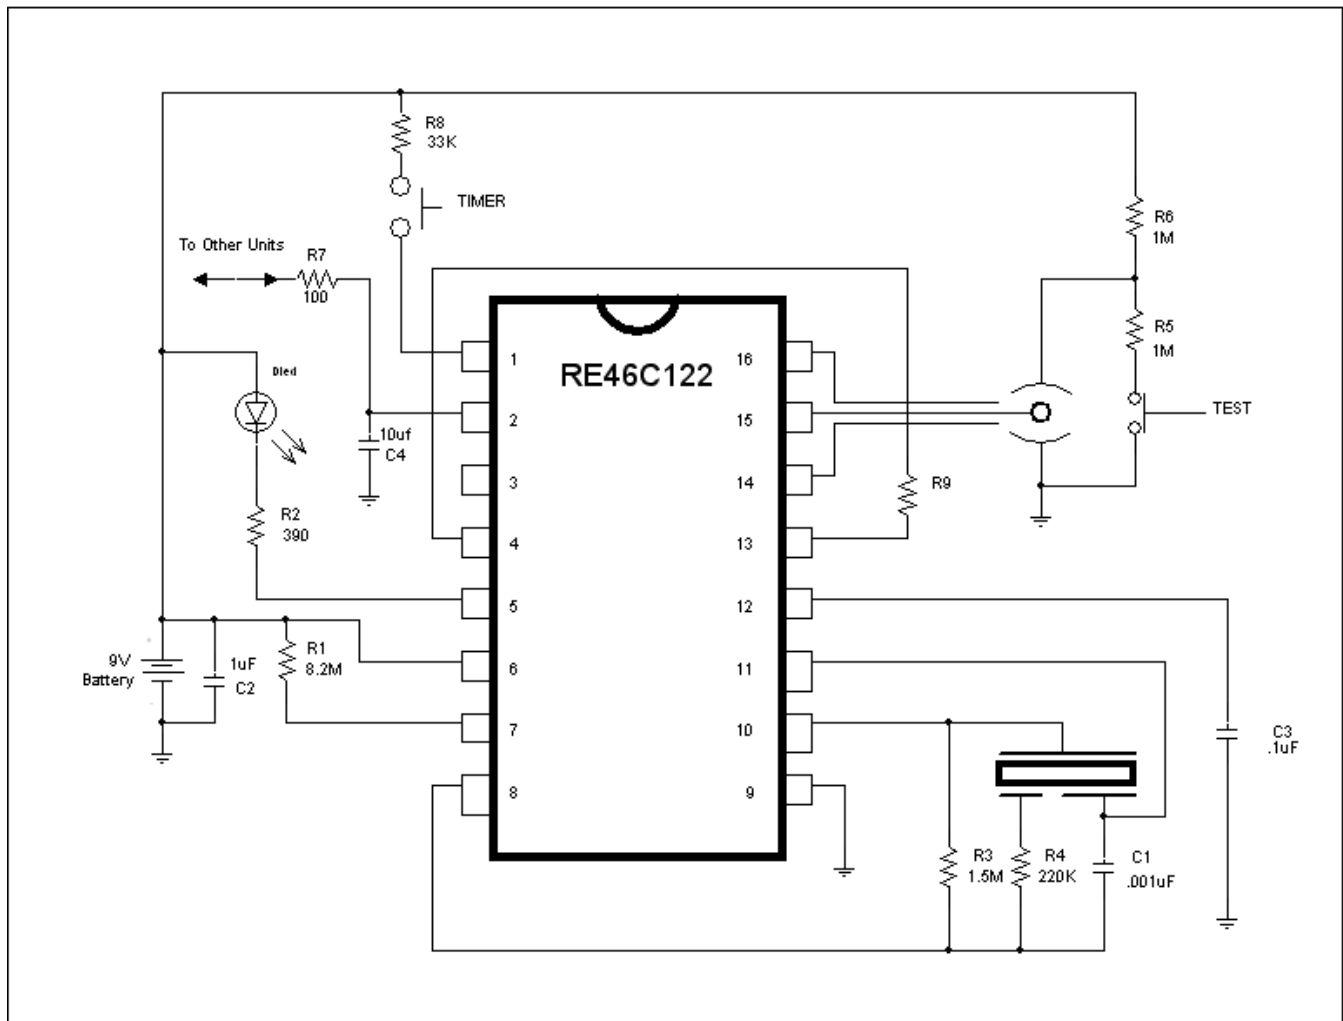 R8
33K
TIMER
R6
1M
To Other Units
R7
100
R5
1M
Dled
RE46C122
1
16
2
15
TEST
10uf
C4
3
14
R9
R2
390
4
13
5
12
R1
8.2M
9V
Battery
1uF
C2
6
11
7
10
C3
.1uF
8
9
R3
1.5M
R4
220K
C1
.001uF